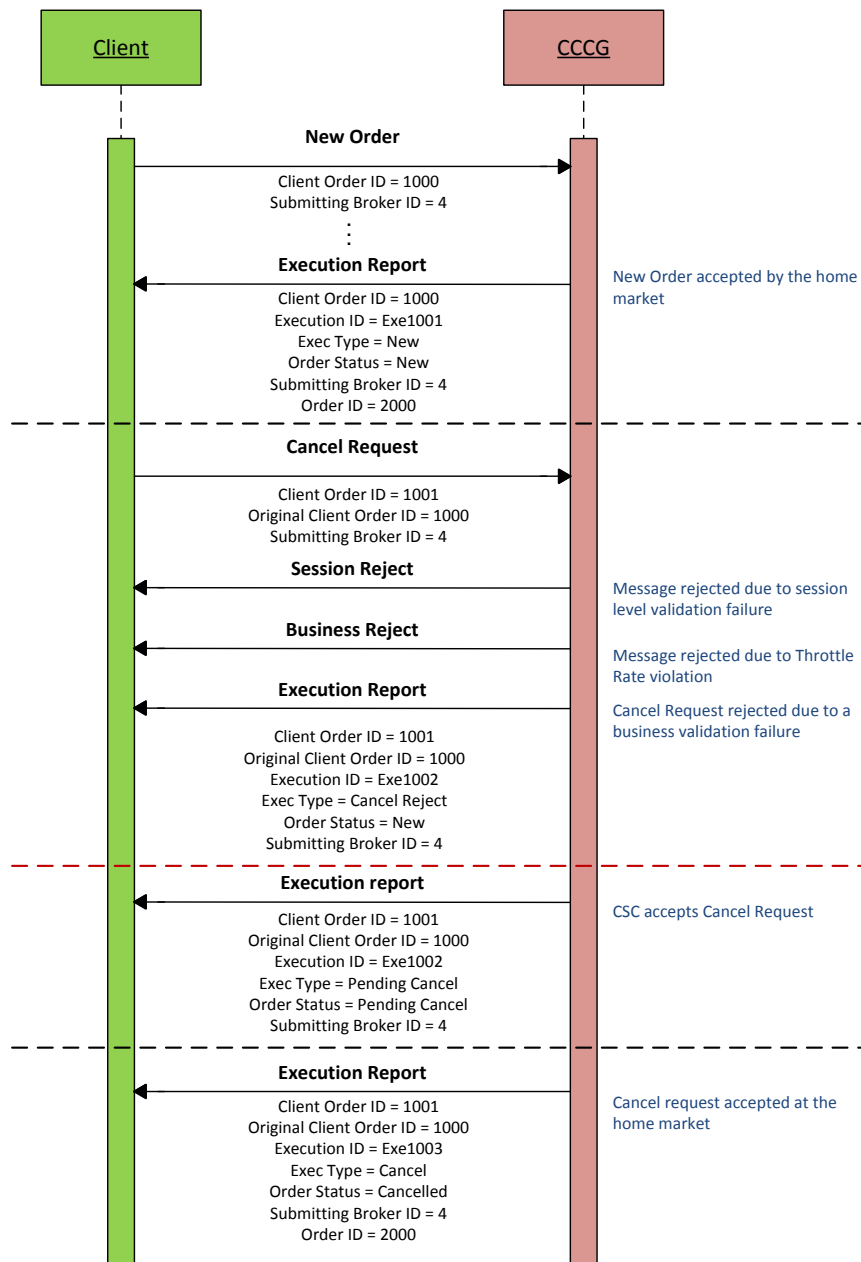 Client
CCCG
New Order
Client Order ID = 1000
Submitting Broker ID = 4
Execution Report
New Order accepted by the home
market
Client Order ID = 1000
Execution ID = Exe1001
Exec Type = New
Order Status = New
Submitting Broker ID = 4
Order ID = 2000
Cancel Request
Client Order ID = 1001
Original Client Order ID = 1000
Submitting Broker ID = 4
Session Reject
Message rejected due to session
level validation failure
Business Reject
Message rejected due to Throttle
Rate violation
Execution Report
Cancel Request rejected due to a
business validation failure
Client Order ID = 1001
Original Client Order ID = 1000
Execution ID = Exe1002
Exec Type = Cancel Reject
Order Status = New
Submitting Broker ID = 4
Execution report
CSC accepts Cancel Request
Client Order ID = 1001
Original Client Order ID = 1000
Execution ID = Exe1002
Exec Type = Pending Cancel
Order Status = Pending Cancel
Submitting Broker ID = 4
Execution Report
Cancel request accepted at the
home market
Client Order ID = 1001
Original Client Order ID = 1000
Execution ID = Exe1003
Exec Type = Cancel
Order Status = Cancelled
Submitting Broker ID = 4
Order ID = 2000